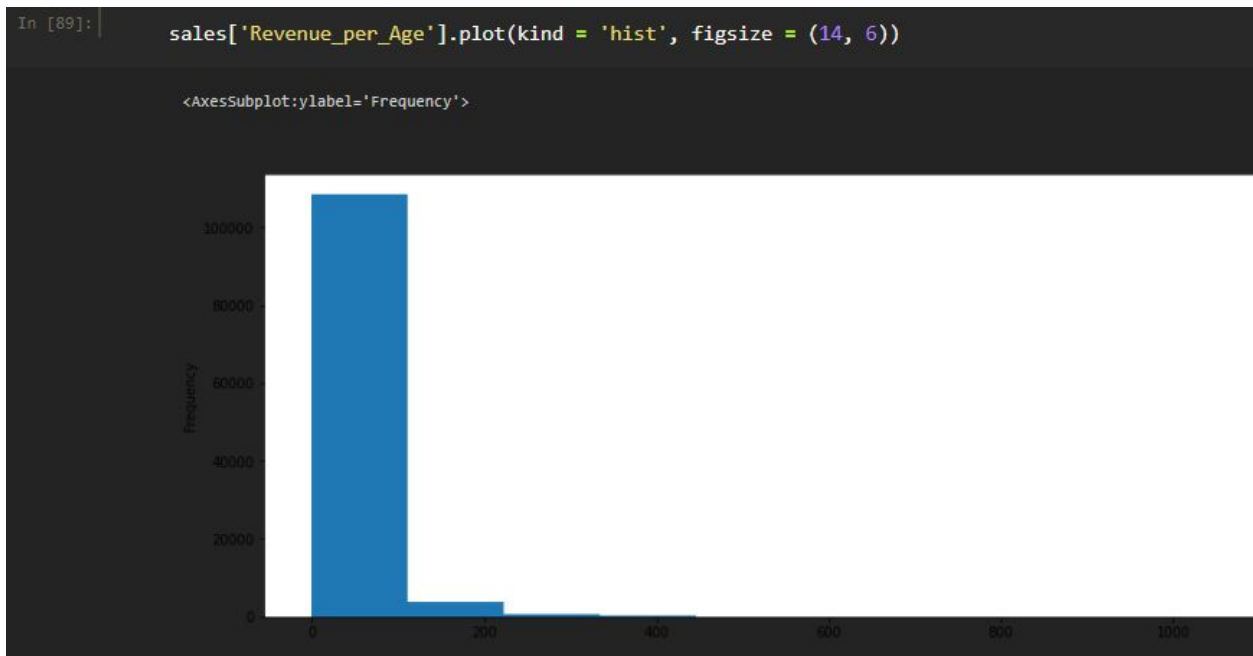 In [89]:
sales['Revenue_per_Age'].plot(kind = 'hist', figsize = (14, 6))
<AxesSubplot:ylabel='Frequency'>
100000
80000
60000
40000
20000
0
Frequency
0 200 400 600 800 1000